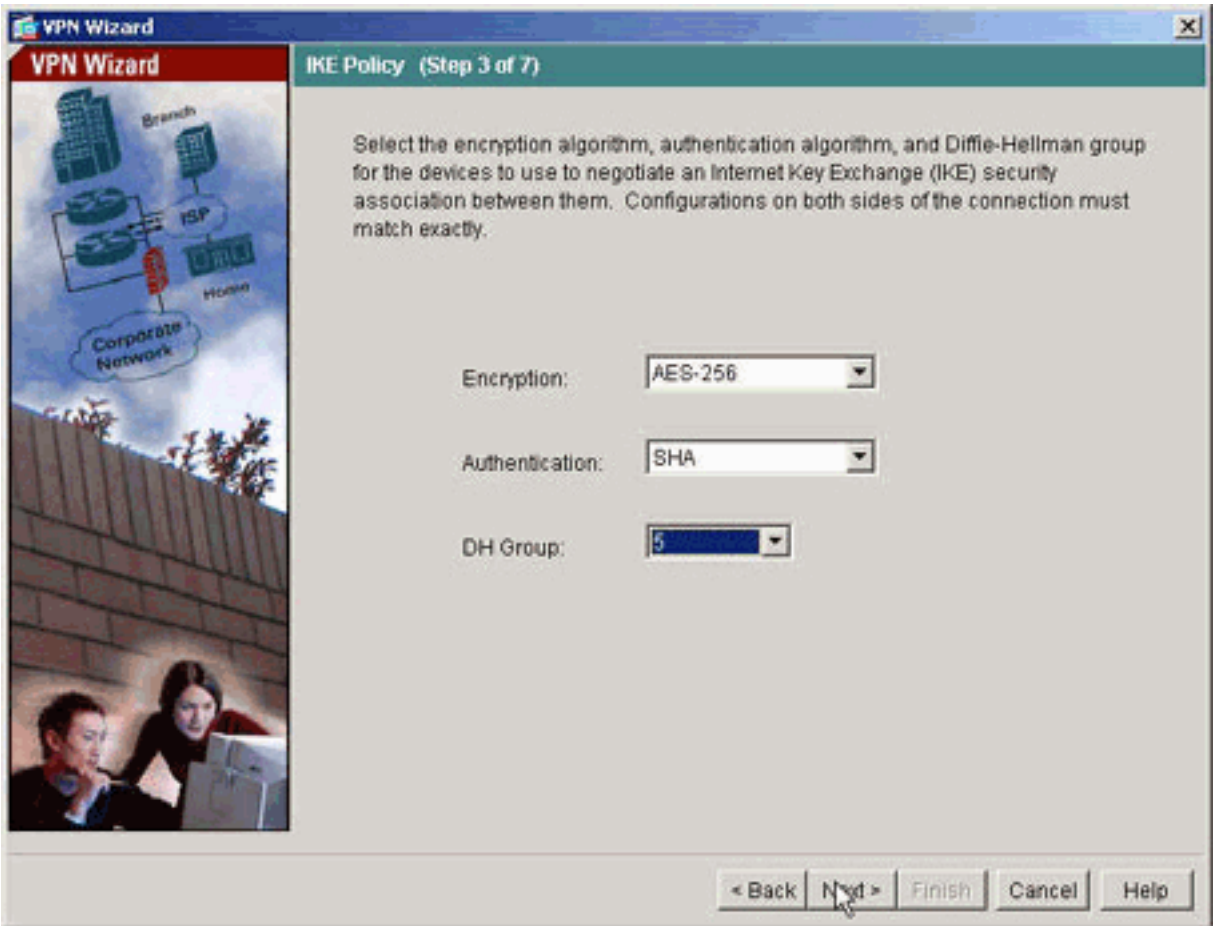 VPN Wizard
VPN Wizard
IKE Policy (Step 3 of 7)
Branch
ISP
Home
Corporate
Network
Select the encryption algorithm, authentication algorithm, and Diffie-Hellman group
for the devices to use to negotiate an Internet Key Exchange (IKE) security
association between them. Configurations on both sides of the connection must
match exactly.
Encryption: AES-256
Authentication: SHA
DH Group: 5
< Back Next > Finish Cancel Help